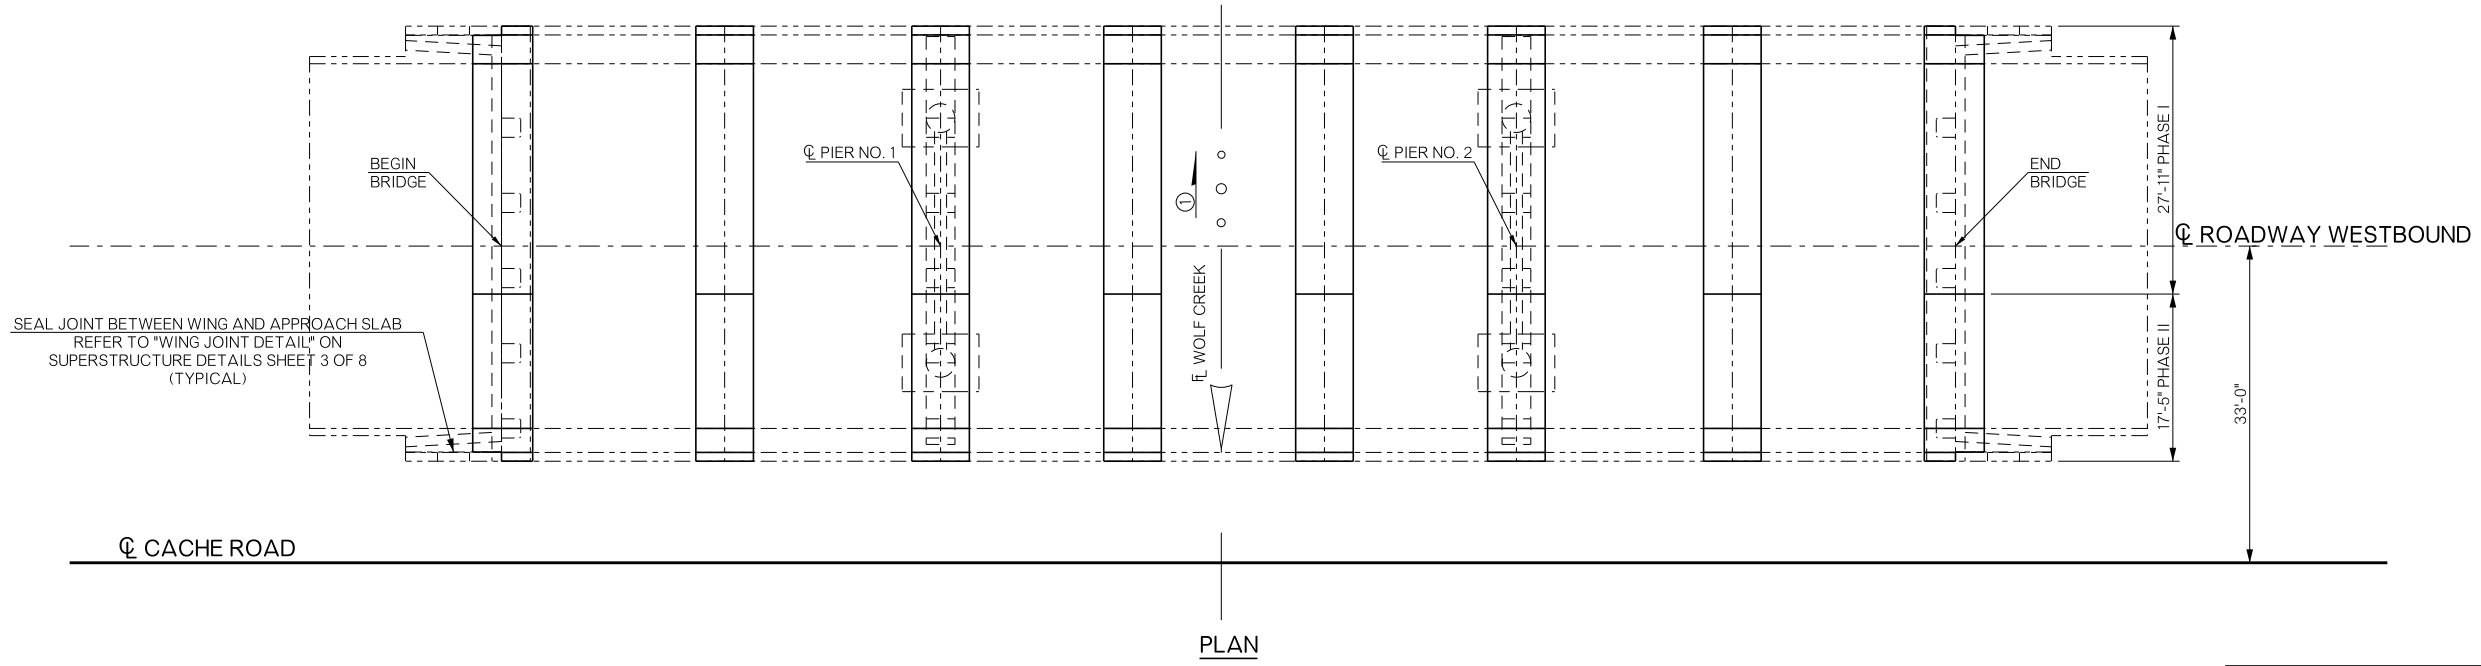 BEGIN
BRIDGE
℄ PIER NO. 1
1
℄ PIER NO. 2
END
BRIDGE
27'-11" PHASE I
℄ ROADWAY WESTBOUND
SEAL JOINT BETWEEN WING AND APPROACH SLAB
REFER TO "WING JOINT DETAIL" ON
SUPERSTRUCTURE DETAILS SHEET 3 OF 8
(TYPICAL)
FL WOLF CREEK
17'-5" PHASE II
33'-0"
℄ CACHE ROAD
PLAN